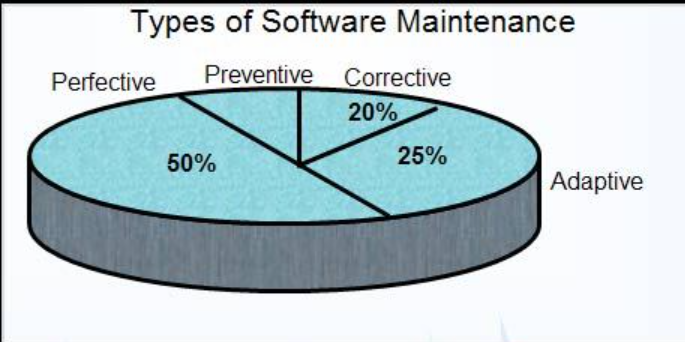 Types of Software Maintenance
Perfective Preventive Corrective
20%
50% 25%
Adaptive